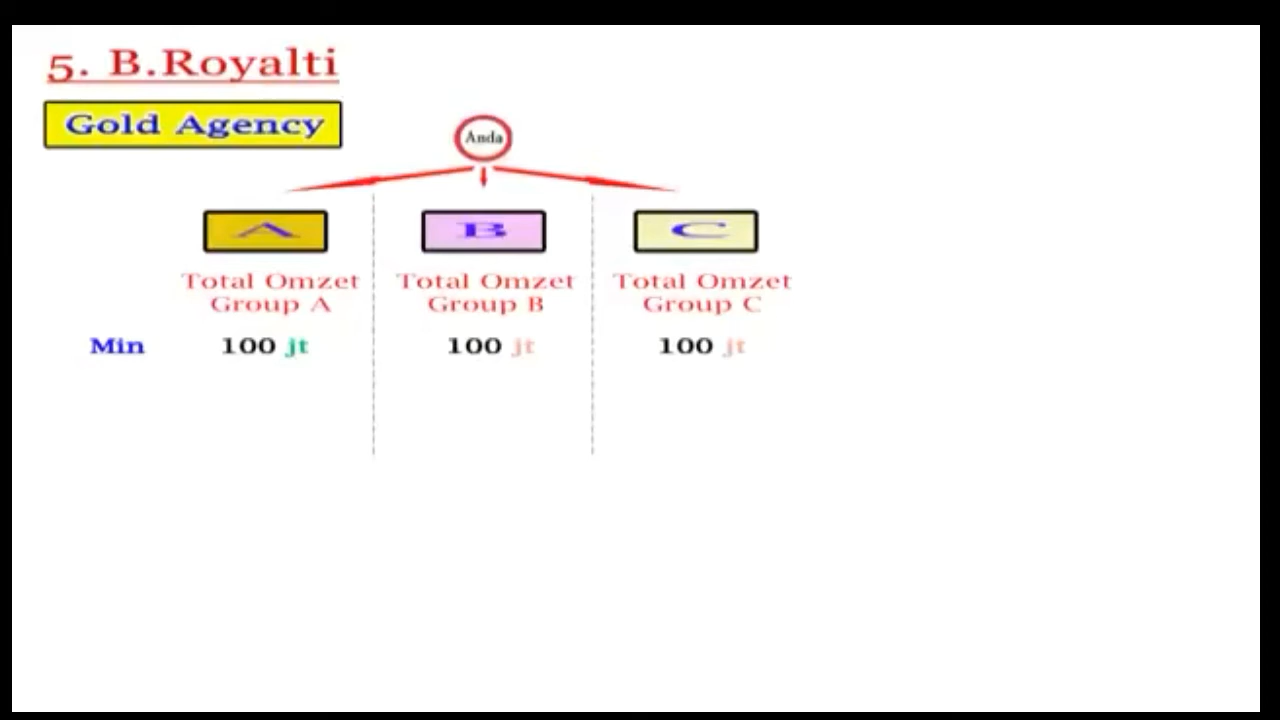 5. B.Royalti
Gold Agency
Anda
A B C
Total Omzet Total Omzet Total Omzet
Group A Group B Group C
Min 100 jt 100 jt 100 jt